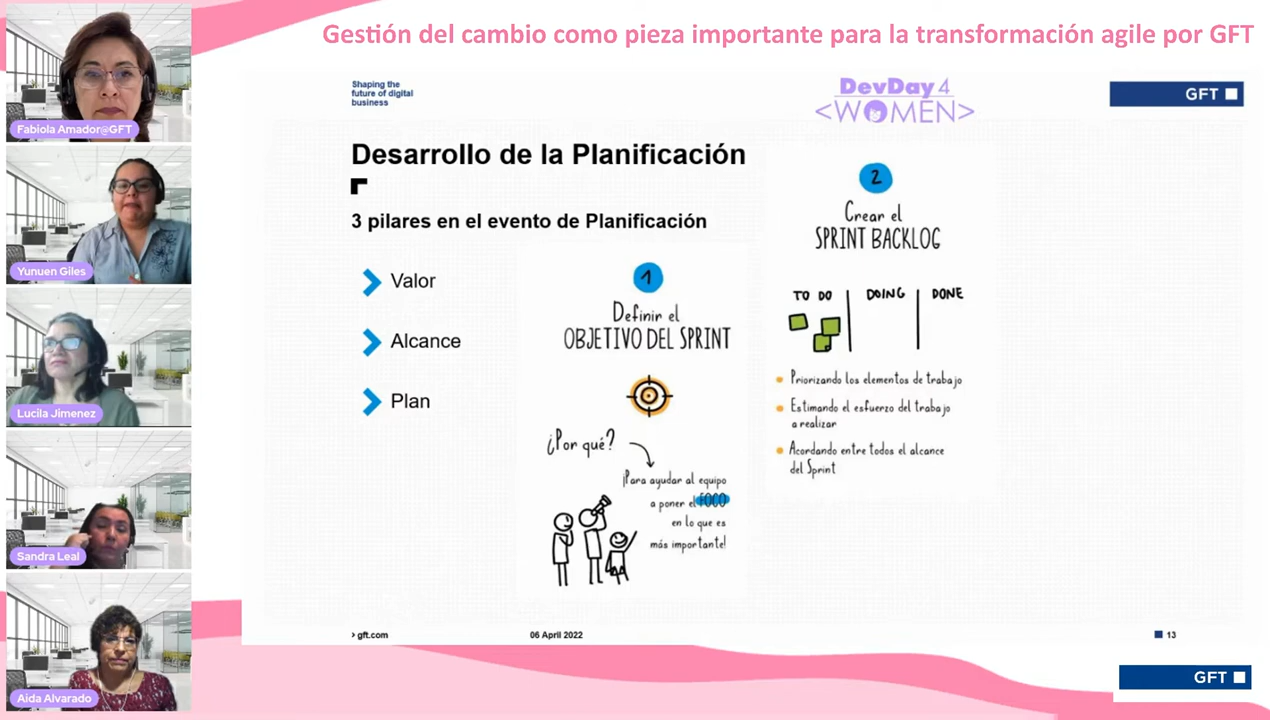 Gestión del cambio como pieza importante para la transformación agile por GFT
Fabiola Amador@GFT
Yunuen Giles
Lucila Jimenez
Sandra Leal
Aida Alvarado
Shaping the
future of digital
business
DevDay4
<WOMEN>
GFT
Desarrollo de la Planificación
3 pilares en el evento de Planificación
Valor
Alcance
Plan
1
Definir el
OBJETIVO DEL SPRINT
¿Por qué?
¡Para ayudar al equipo
a poner el FOCO
en lo que es
más importante!
2
Crear el
SPRINT BACKLOG
TO DO
DOING
DONE
Priorizando los elementos de trabajo
Estimando el esfuerzo del trabajo
a realizar
Acordando entre todos el alcance
del Sprint
> gft.com
06 April 2022
13
GFT